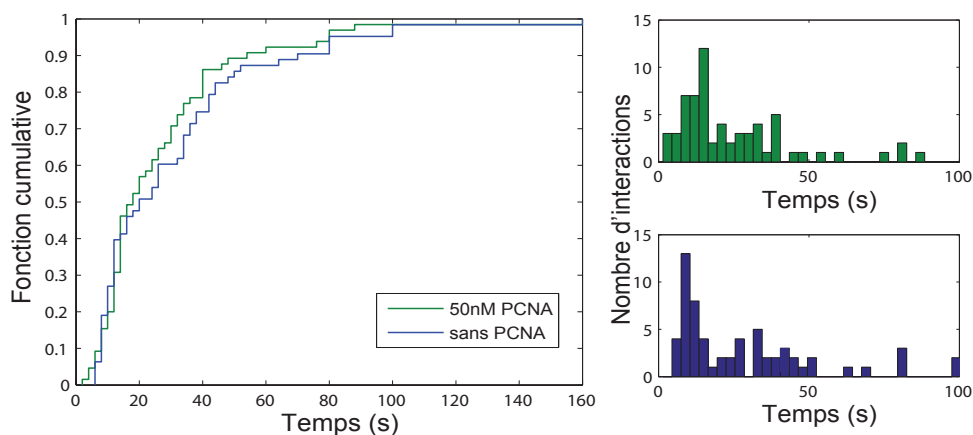 Fonction cumulative
1
0.9
0.8
0.7
0.6
0.5
0.4
0.3
0.2
0.1
0
0 20 40 60 80 100 120 140 160
Temps (s)
50nM PCNA
sans PCNA
Nombre d'interactions
15
10
5
0
0 50 100
Temps (s)
15
10
5
0
0 50 100
Temps (s)